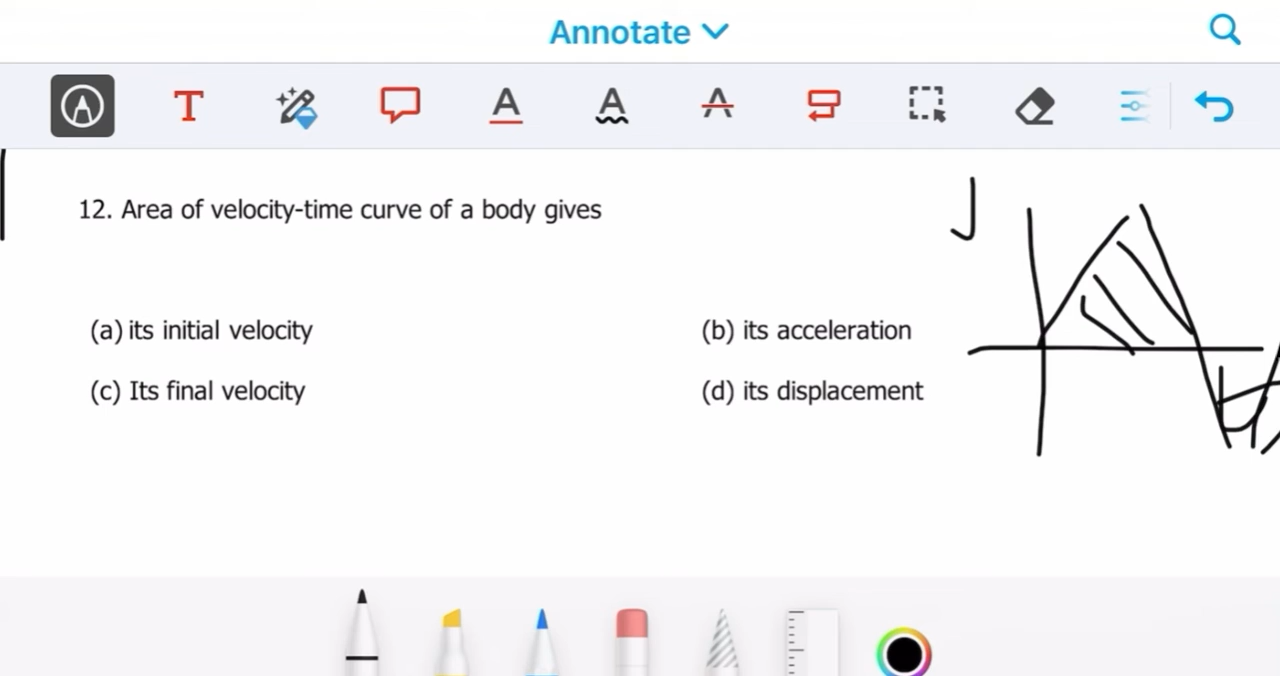 Annotate
T
A
A
A
12. Area of velocity-time curve of a body gives
(a) its initial velocity
(b) its acceleration
(c) Its final velocity
(d) its displacement